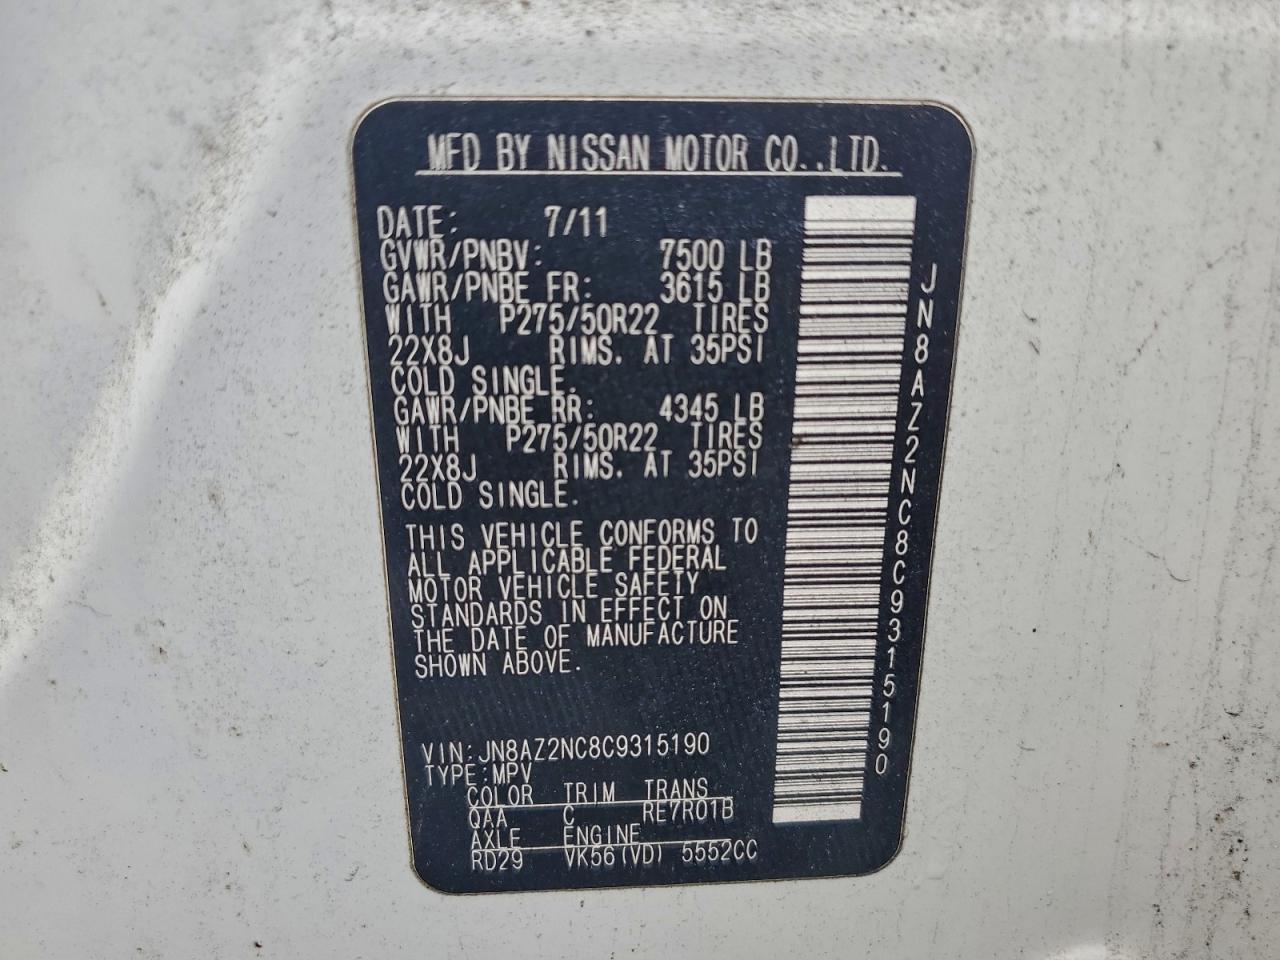 MFD BY NISSAN MOTOR CO.,LTD.
DATE: 7/11
GVWR/PNBV: 7500 LB
GAWR/PNBE FR: 3615 LB
WITH P275/50R22 TIRES
22X8J RIMS. AT 35PSI
COLD SINGLE.
GAWR/PNBE RR: 4345 LB
WITH P275/50R22 TIRES
22X8J RIMS. AT 35PSI
COLD SINGLE.
THIS VEHICLE CONFORMS TO
ALL APPLICABLE FEDERAL
MOTOR VEHICLE SAFETY
STANDARDS IN EFFECT ON
THE DATE OF MANUFACTURE
SHOWN ABOVE.
VIN:JN8AZ2NC8C9315190
TYPE:MPV
COLOR TRIM TRANS
QAA C RE7R01B
AXLE ENGINE
RD29 VK56(VD) 5552CC
JN8AZ2NC8C9315190